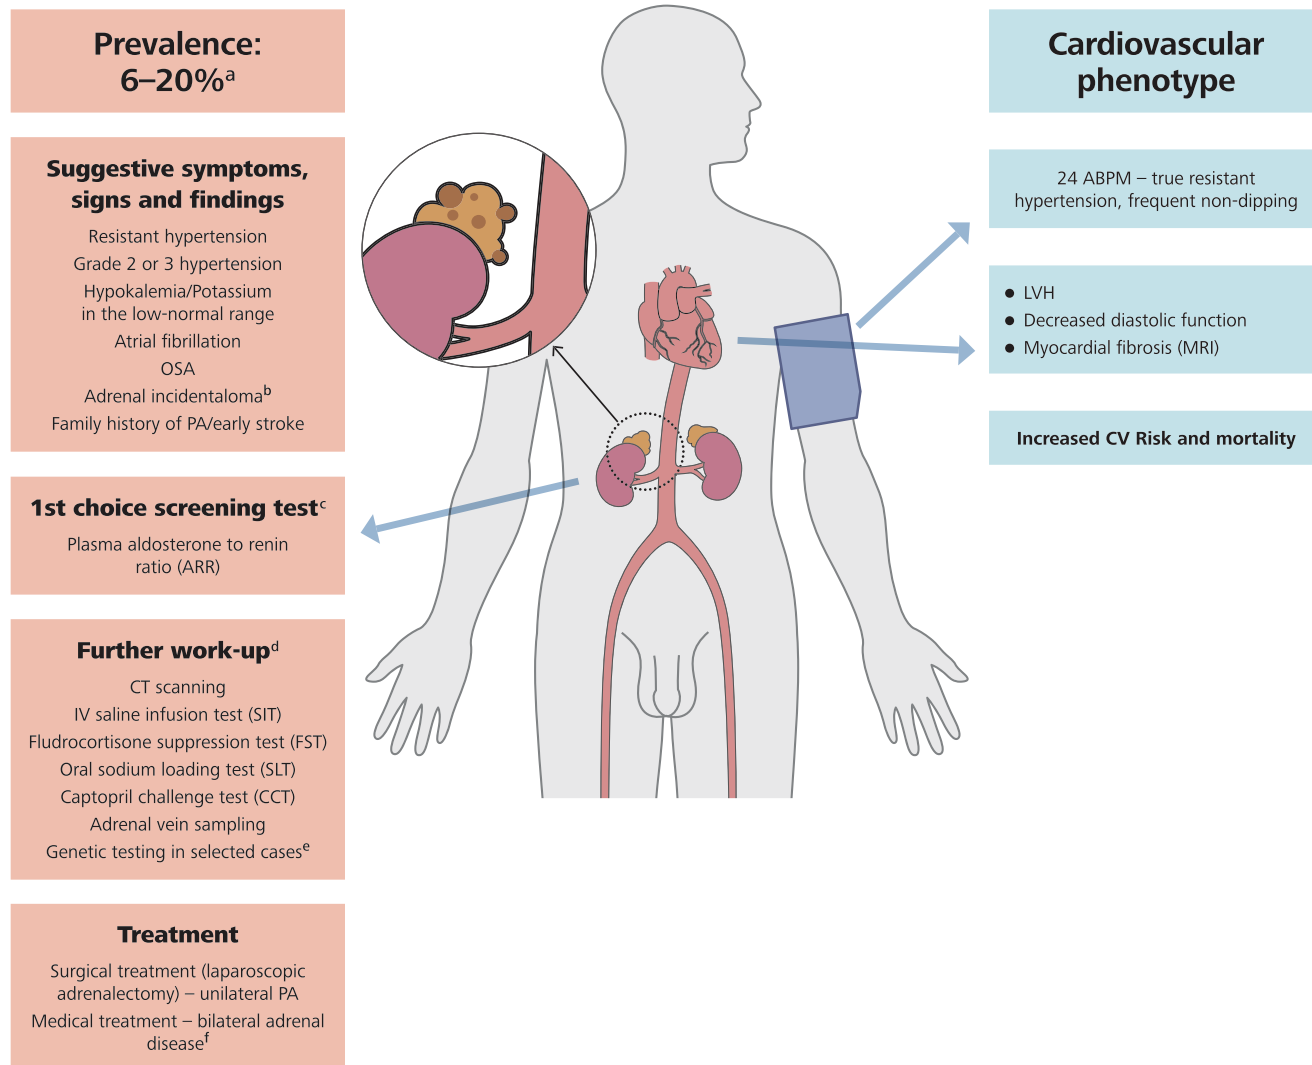 Prevalence:
6–20%a
Suggestive symptoms,
signs and findings
Resistant hypertension
Grade 2 or 3 hypertension
Hypokalemia/Potassium
in the low-normal range
Atrial fibrillation
OSA
Adrenal incidentalomab
Family history of PA/early stroke
1st choice screening testc
Plasma aldosterone to renin
ratio (ARR)
Further work-upd
CT scanning
IV saline infusion test (SIT)
Fludrocortisone suppression test (FST)
Oral sodium loading test (SLT)
Captopril challenge test (CCT)
Adrenal vein sampling
Genetic testing in selected casese
Treatment
Surgical treatment (laparoscopic
adrenalectomy) – unilateral PA
Medical treatment – bilateral adrenal
diseasef
Cardiovascular
phenotype
24 ABPM – true resistant
hypertension, frequent non-dipping
● LVH
● Decreased diastolic function
● Myocardial fibrosis (MRI)
Increased CV Risk and mortality